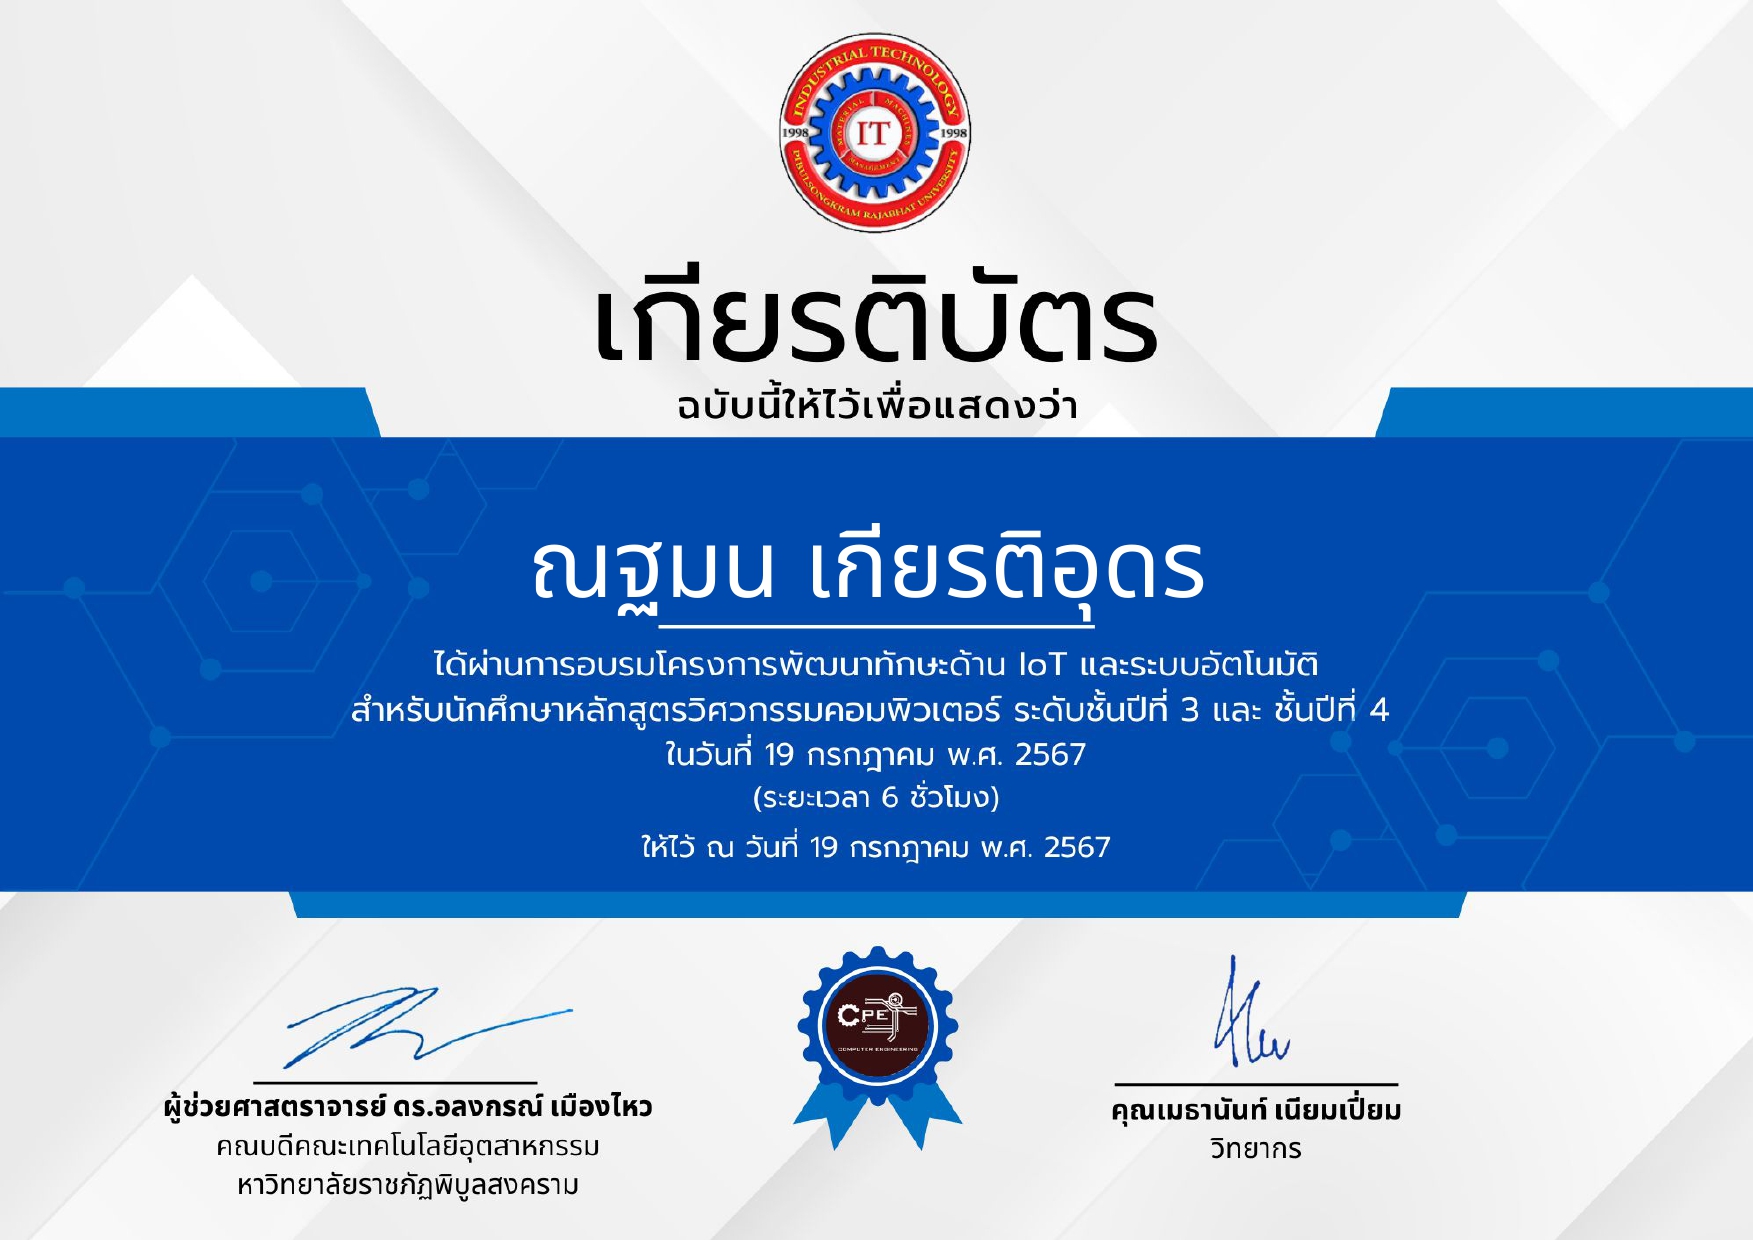 INDUSTRIAL TECHNOLOGY
1998
MATERIAL
MACHINES
1998
IT
MANAGEMENT
PIBULSONGKRAM RAJABHAT UNIVERSITY
เกียรติบัตร
ฉบับนี้ให้ไว้เพื่อแสดงว่า
ณฐมน เกียรติอุดร
ได้ผ่านการอบรมโครงการพัฒนาทักษะด้าน IoT และระบบอัตโนมัติ
สำหรับนักศึกษาหลักสูตรวิศวกรรมคอมพิวเตอร์ ระดับชั้นปีที่ 3 และ ชั้นปีที่ 4
ในวันที่ 19 กรกฎาคม พ.ศ. 2567
(ระยะเวลา 6 ชั่วโมง)
ให้ไว้ ณ วันที่ 19 กรกฎาคม พ.ศ. 2567
CPE
COMPUTER ENGINEERING
ผู้ช่วยศาสตราจารย์ ดร.อลงกรณ์ เมืองไหว
คณบดีคณะเทคโนโลยีอุตสาหกรรม
หาวิทยาลัยราชภัฏพิบูลสงคราม
คุณเมธานันท์ เนียมเปี่ยม
วิทยากร